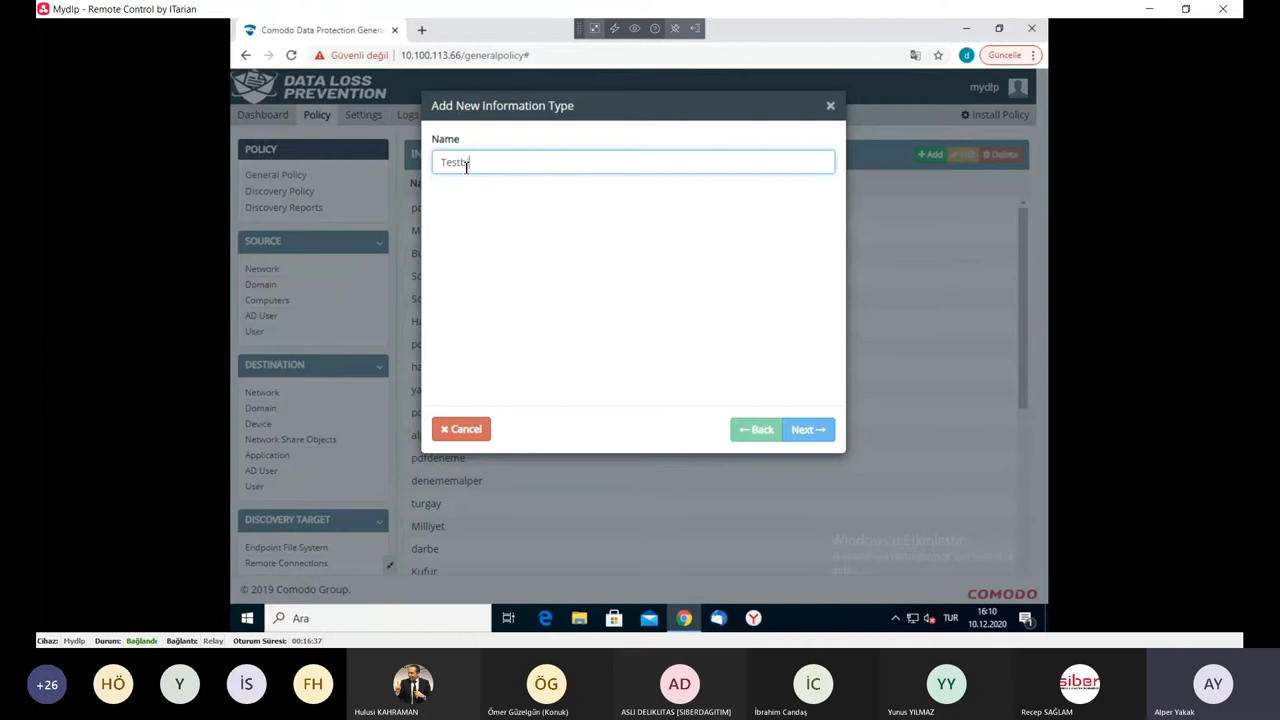 Mydlp - Remote Control by ITarian
Comodo Data Protection Genera
Güvenli değil
10.100.113.66/generalpolicy#
d
Güncelle
DATA LOSS
PREVENTION
mydlp
Dashboard
Policy
Settings
Logs
Install Policy
Add New Information Type
Name
POLICY
General Policy
Discovery Policy
Discovery Reports
+ Add
Edit
Delete
SOURCE
Network
Domain
Computers
AD User
User
DESTINATION
Network
Domain
Device
Network Share Objects
Application
AD User
User
Cancel
Back
Next
pdfdeneme
denememalper
turgay
Milliyet
darbe
Kufur
DISCOVERY TARGET
Endpoint File System
Remote Connections
© 2019 Comodo Group.
COMODO
Ara
TUR
16:10
10.12.2020
Cihaz: Mydlp Durum: Bağlandı Bağlantı: Relay Oturum Süresi: 00:16:37
+26
HÖ
Y
İS
FH
ÖG
AD
İC
YY
siber
AY
Hulusi KAHRAMAN
Ömer Güzelgün (Konuk)
ASLI DELIKLITAS [SIBERDAGITIM]
İbrahim Candaş
Yunus YILMAZ
Recep SAĞLAM
Alper Yakak